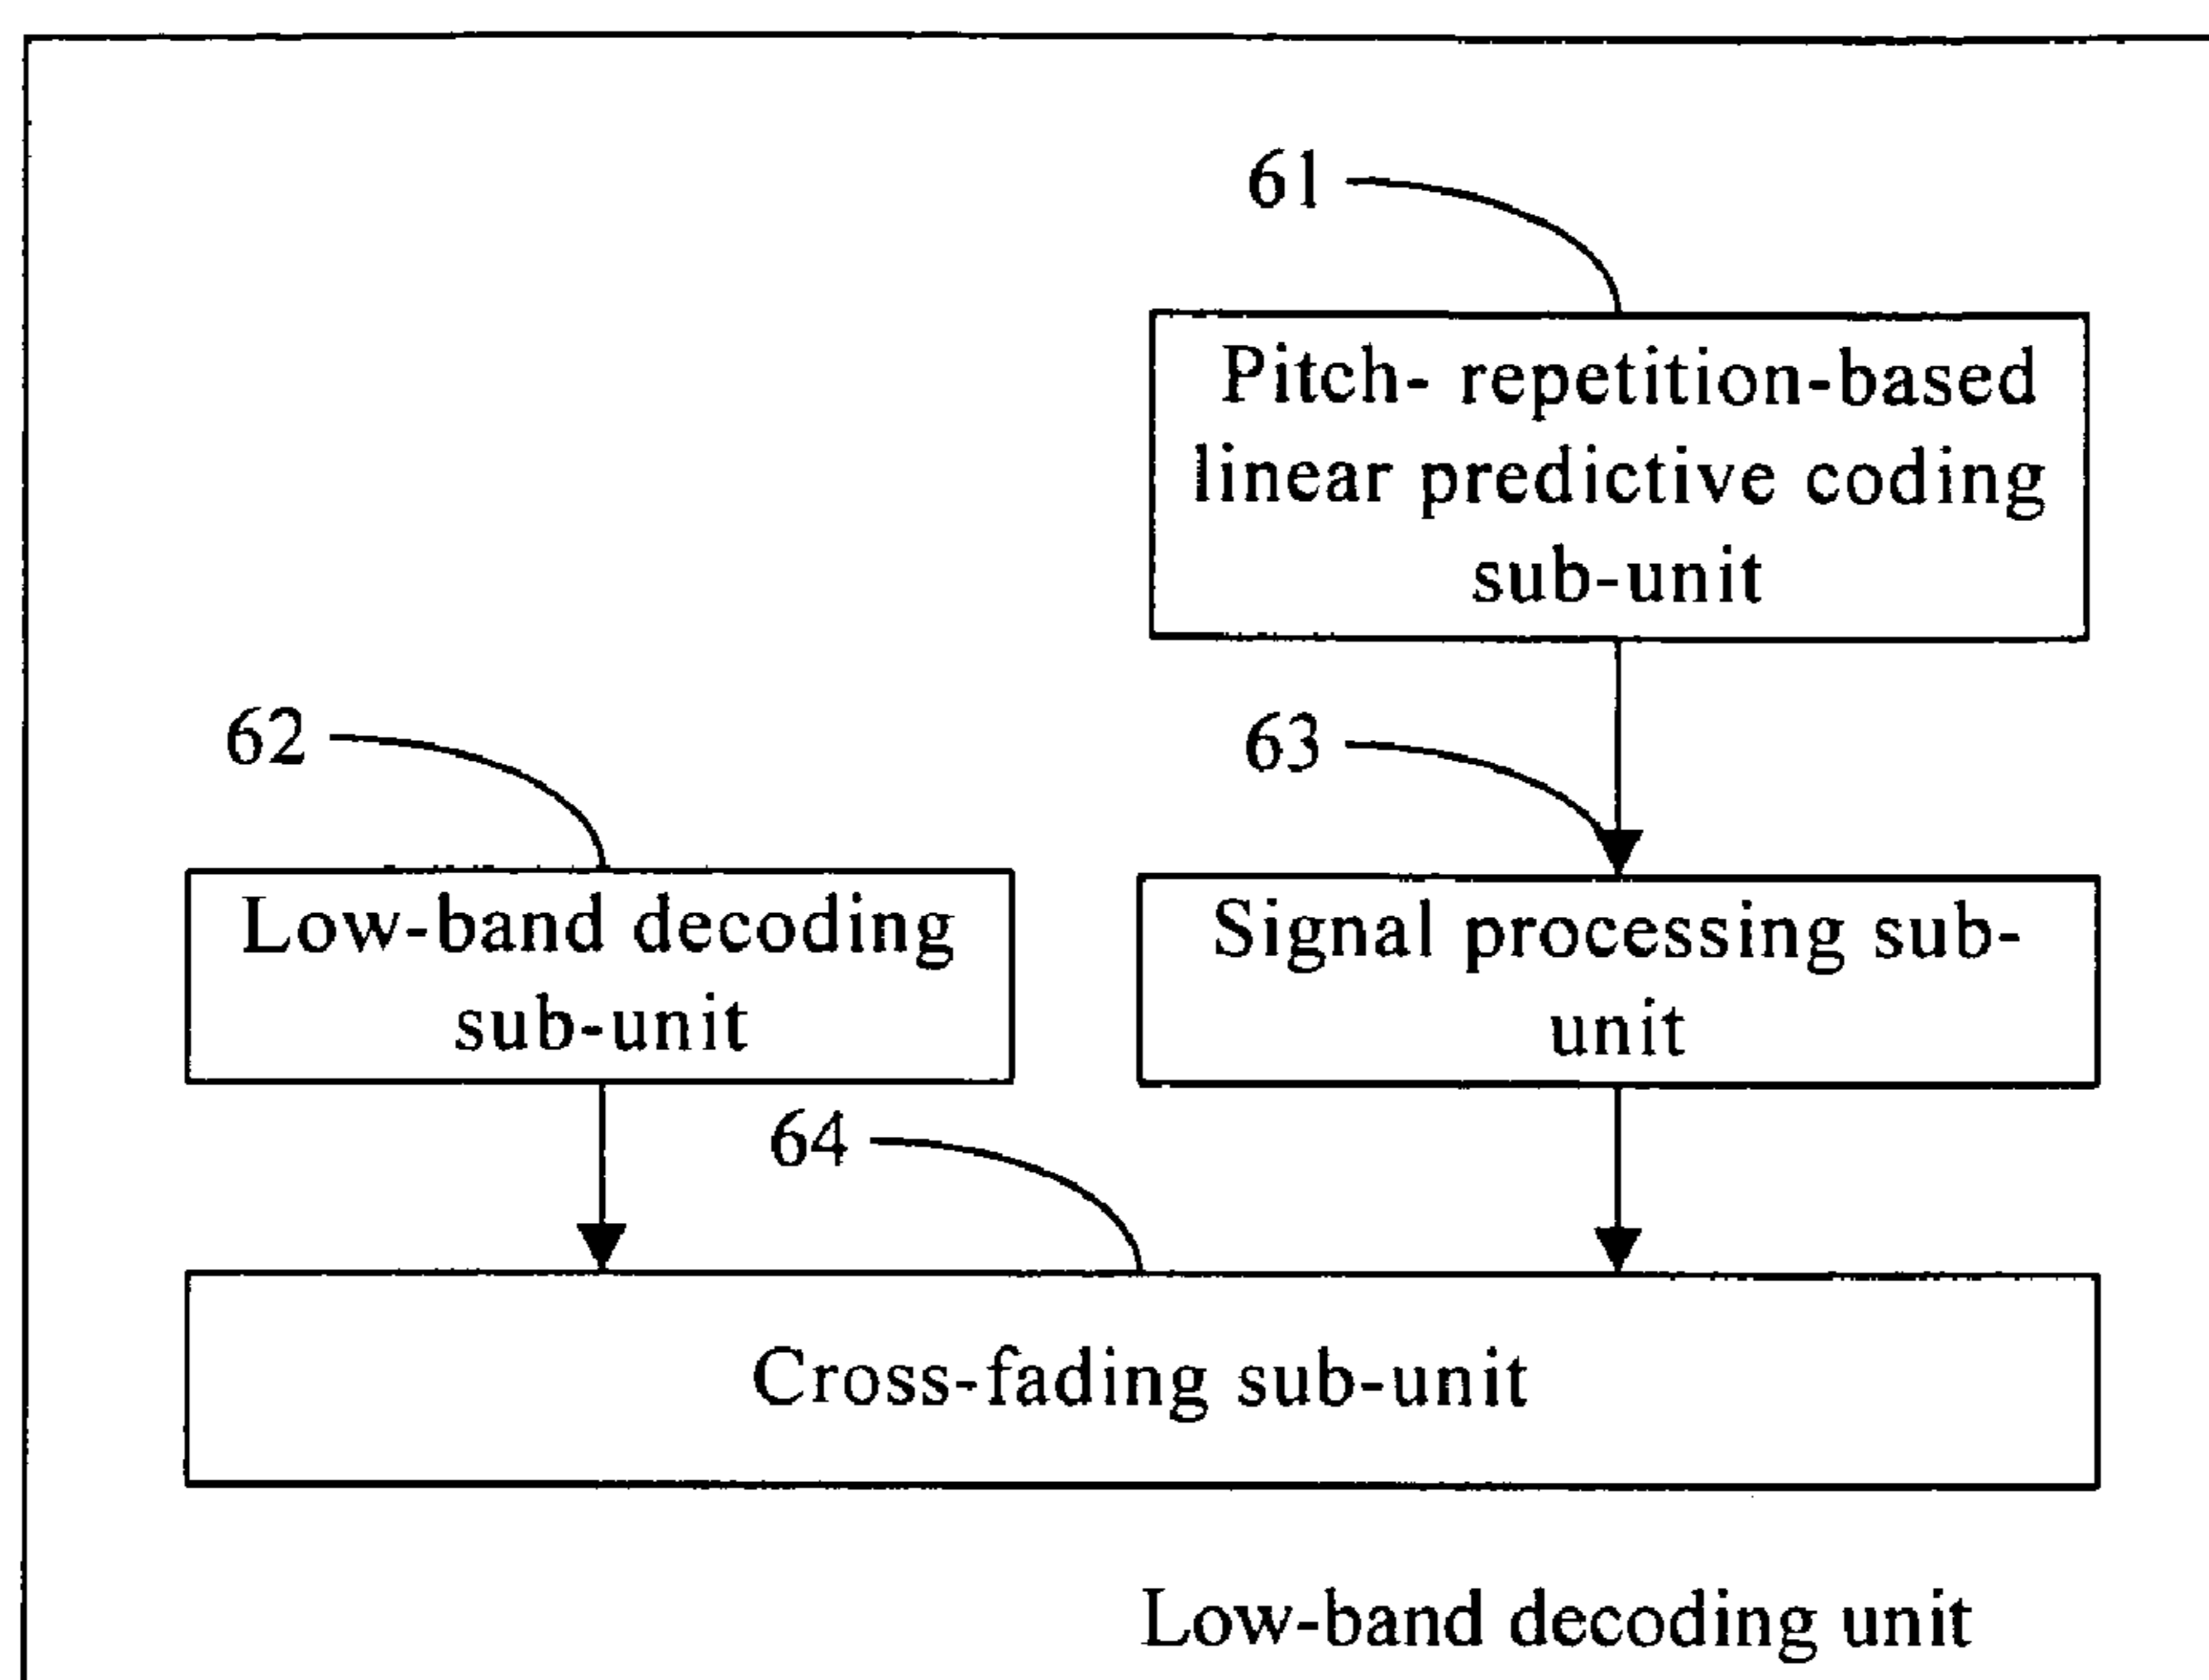 61
Pitch- repetition-based
linear predictive coding
sub-unit
62
63
Low-band decoding
sub-unit
Signal processing sub-
unit
64
Cross-fading sub-unit
Low-band decoding unit